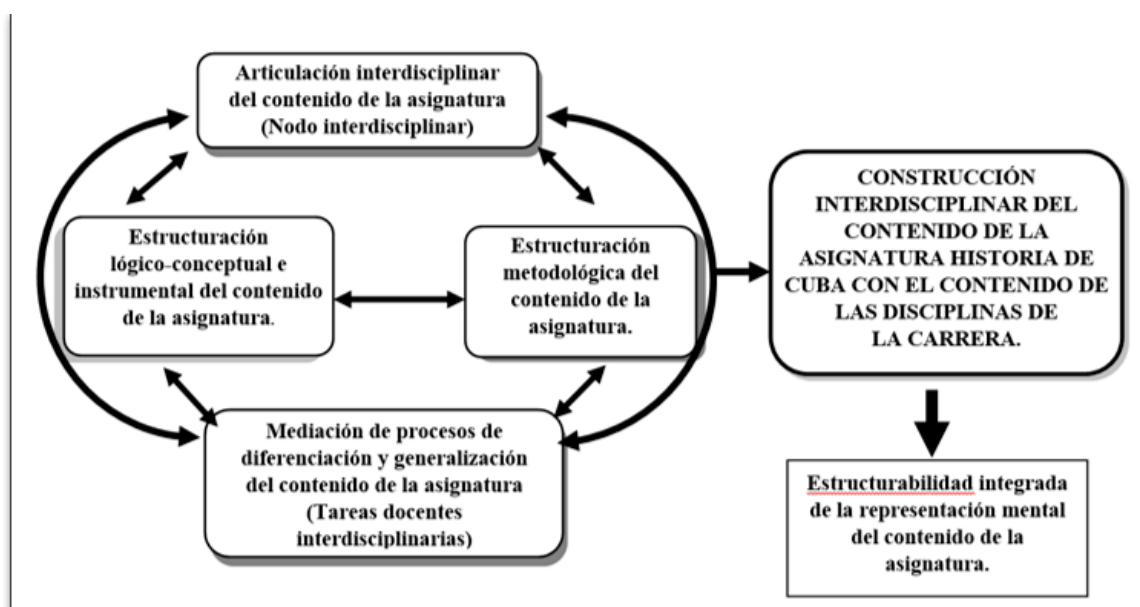 Articulación interdisciplinar
del contenido de la asignatura
(Nodo interdisciplinar)
Estructuración
lógico-conceptual e
instrumental del contenido
de la asignatura.
Estructuración
metodológica del
contenido de la
asignatura.
Mediación de procesos de
diferenciación y generalización
del contenido de la asignatura
(Tareas docentes
interdisciplinarias)
CONSTRUCCIÓN
INTERDISCIPLINAR DEL
CONTENIDO DE LA
ASIGNATURA HISTORIA DE
CUBA CON EL CONTENIDO DE
LAS DISCIPLINAS DE
LA CARRERA.
Estructurabilidad integrada
de la representación mental
del contenido de la
asignatura.